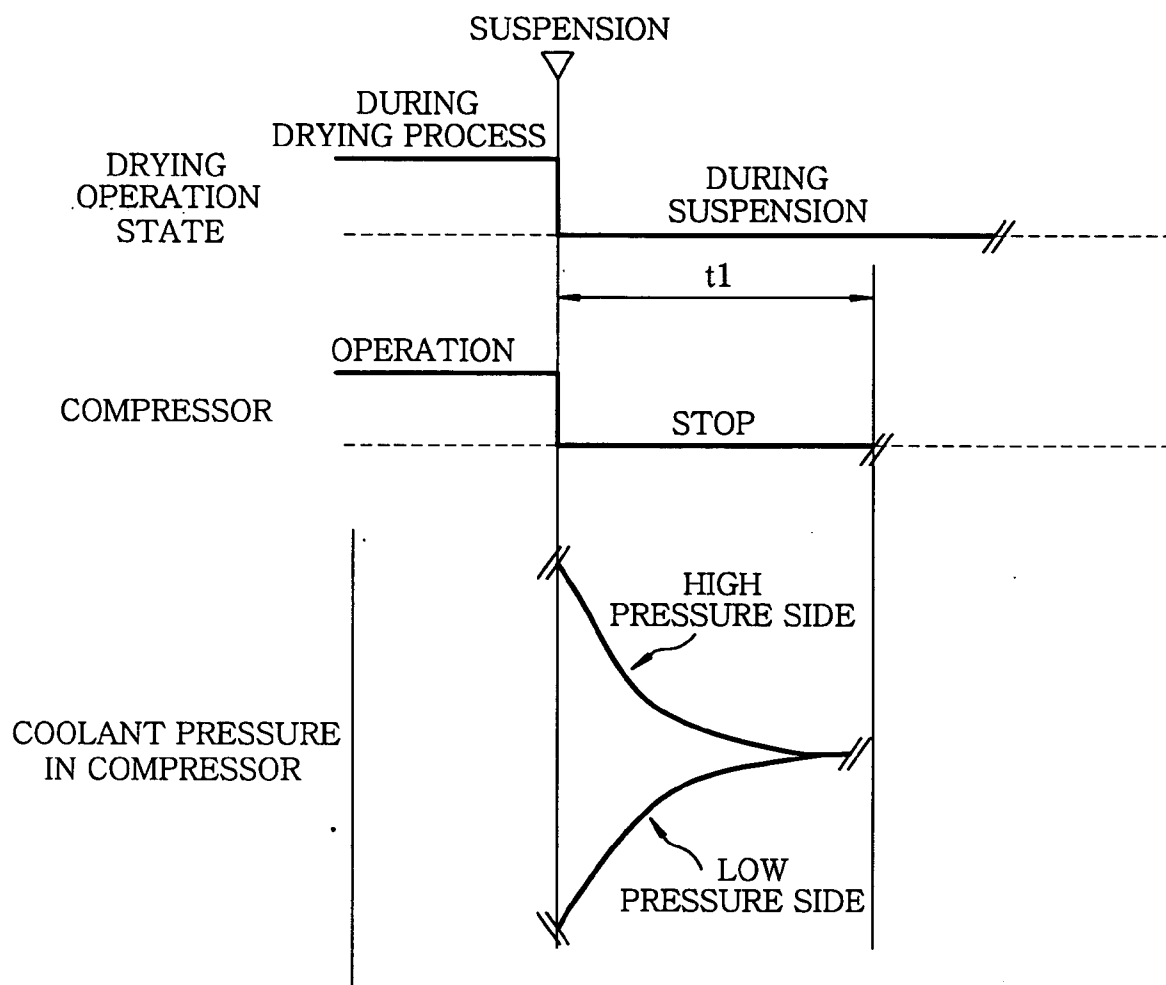 SUSPENSION
DURING
DRYING PROCESS
DRYING
OPERATION
STATE
DURING
SUSPENSION
t1
OPERATION
COMPRESSOR
STOP
HIGH
PRESSURE SIDE
COOLANT PRESSURE
IN COMPRESSOR
LOW
PRESSURE SIDE